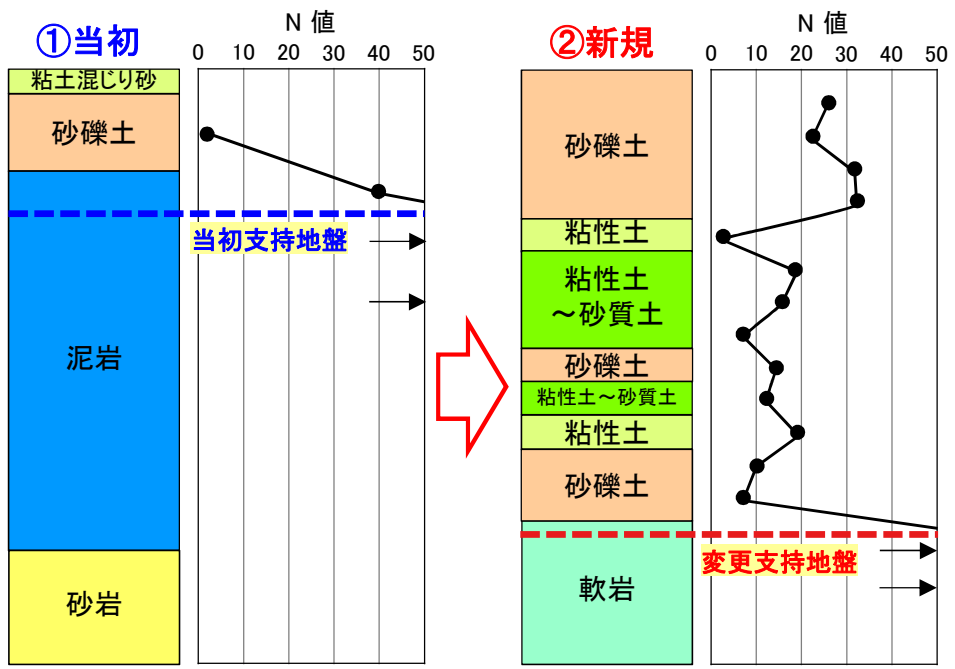 ①当初
N 値
0 10 20 30 40 50
粘土混じり砂
砂礫土
当初支持地盤
泥岩
砂岩
②新規
N 値
0 10 20 30 40 50
砂礫土
粘性土
粘性土
～砂質土
砂礫土
粘性土～砂質土
粘性土
砂礫土
変更支持地盤
軟岩